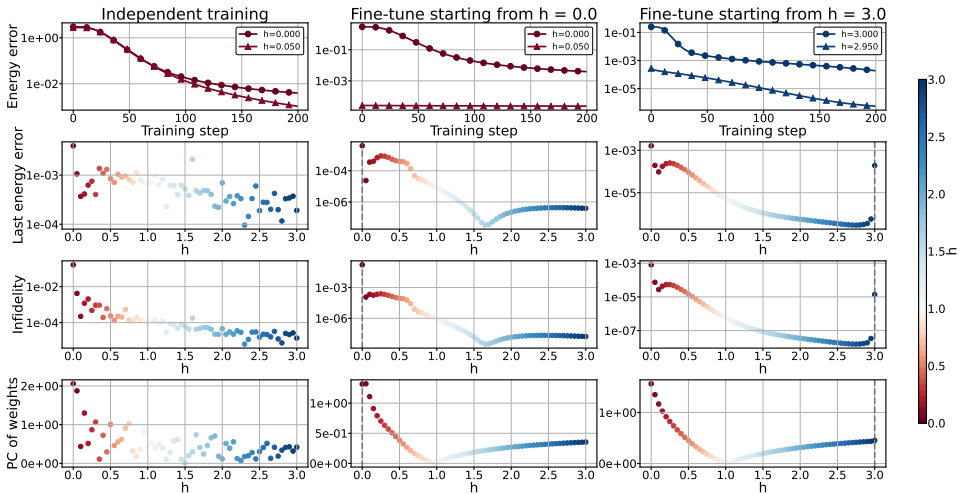 Independent training
Fine-tune starting from h = 0.0
Fine-tune starting from h = 3.0
Energy error
1e+00
1e-02
h=0.000
h=0.050
0 50 100 150 200
Training step
1e-01
1e-03
h=0.000
h=0.050
0 50 100 150 200
Training step
1e-01
1e-03
1e-05
h=3.000
h=2.950
0 50 100 150 200
Training step
Last energy error
1e-03
1e-04
0.0 0.5 1.0 1.5 2.0 2.5 3.0
h
1e-04
1e-06
0.0 0.5 1.0 1.5 2.0 2.5 3.0
h
1e-03
1e-05
0.0 0.5 1.0 1.5 2.0 2.5 3.0
h
Infidelity
1e-02
1e-04
0.0 0.5 1.0 1.5 2.0 2.5 3.0
h
1e-03
1e-06
0.0 0.5 1.0 1.5 2.0 2.5 3.0
h
1e-03
1e-05
1e-07
0.0 0.5 1.0 1.5 2.0 2.5 3.0
h
PC of weights
2e+00
1e+00
0e+00
0.0 0.5 1.0 1.5 2.0 2.5 3.0
h
1e+00
5e-01
0e+00
0.0 0.5 1.0 1.5 2.0 2.5 3.0
h
1e+00
0e+00
0.0 0.5 1.0 1.5 2.0 2.5 3.0
h
3.0
2.5
2.0
1.5
1.0
0.5
0.0
h